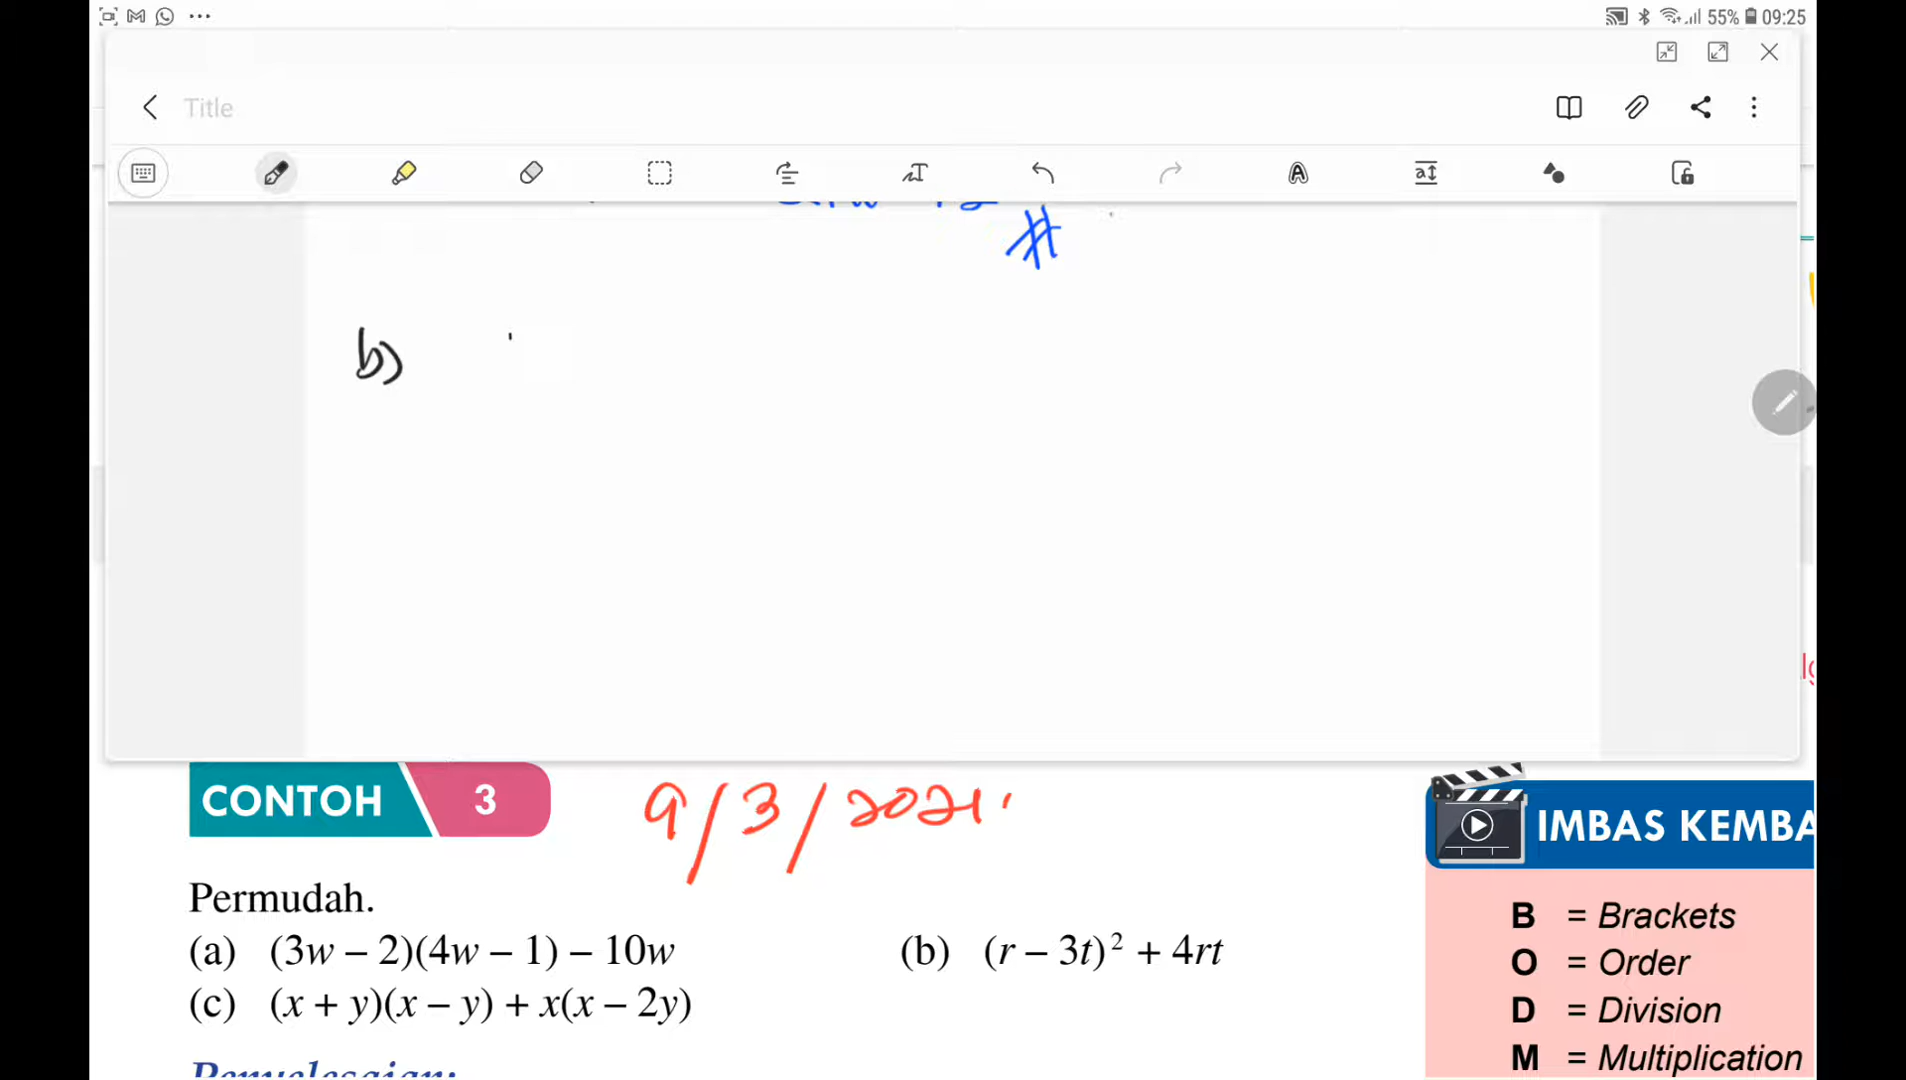 55% 09:25
Title
#
b)
CONTOH 3
9/3/2021
IMBAS KEMBA
Permudah.
(a) (3w – 2)(4w – 1) – 10w
(b) (r – 3t)² + 4rt
(c) (x + y)(x – y) + x(x – 2y)
B = Brackets
O = Order
D = Division
M = Multiplication
Penyelesaian: